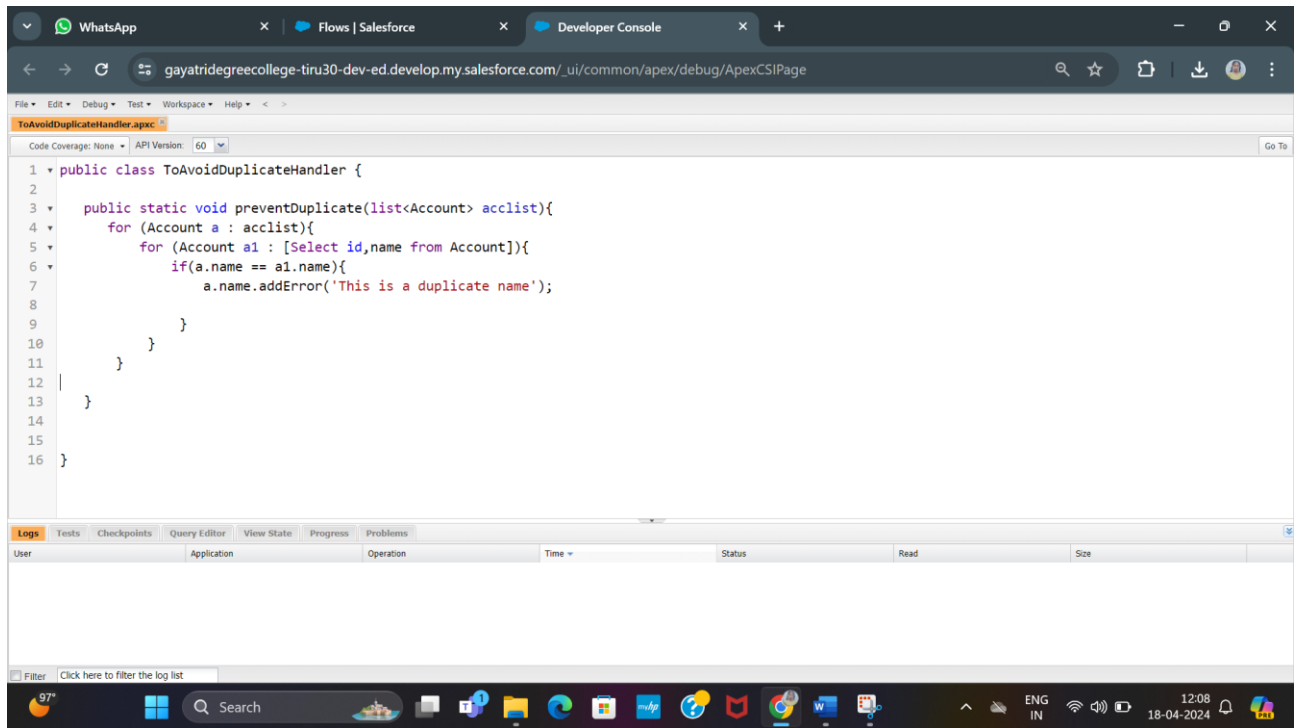 WhatsApp
Flows | Salesforce
Developer Console
gayatridegreecollege-tiru30-dev-ed.develop.my.salesforce.com/_ui/common/apex/debug/ApexCSIPage
File Edit Debug Test Workspace Help < >
ToAvoidDuplicateHandler.apxc
Code Coverage: None API Version: 60 Go To
1 public class ToAvoidDuplicateHandler {
2
3 public static void preventDuplicate(list<Account> acclist){
4 for (Account a : acclist){
5 for (Account a1 : [Select id,name from Account]){
6 if(a.name == a1.name){
7 a.name.addError('This is a duplicate name');
8
9 }
10 }
11 }
12
13 }
14
15
16 }
Logs Tests Checkpoints Query Editor View State Progress Problems
User Application Operation Time Status Read Size
Filter Click here to filter the log list
97° Search 1 myhp W ENG IN 12:08 18-04-2024 PRE